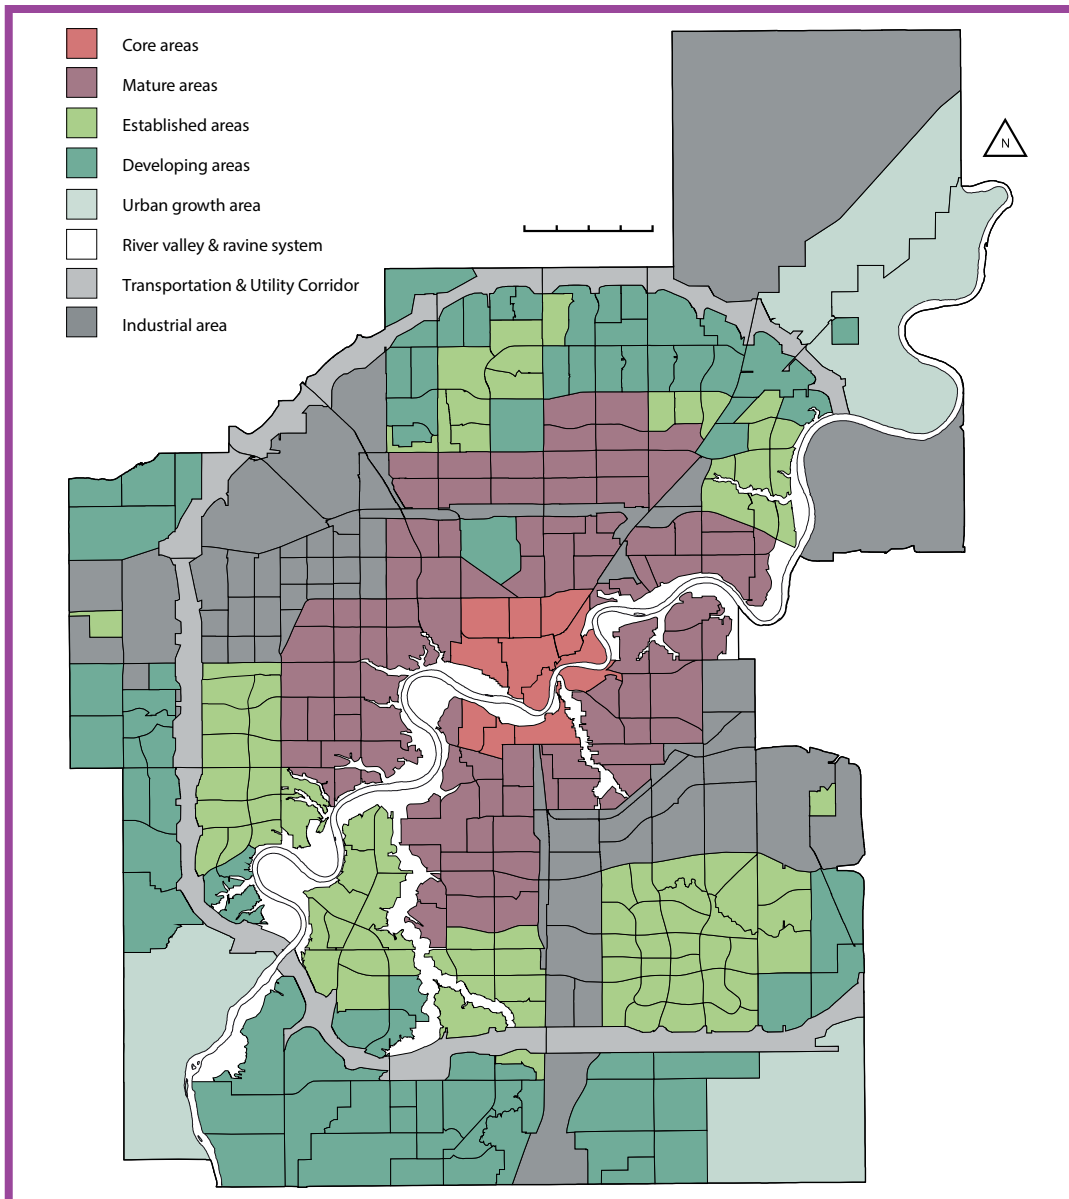 Core areas
Mature areas
Established areas
Developing areas
Urban growth area
River valley & ravine system
Transportation & Utility Corridor
Industrial area
N